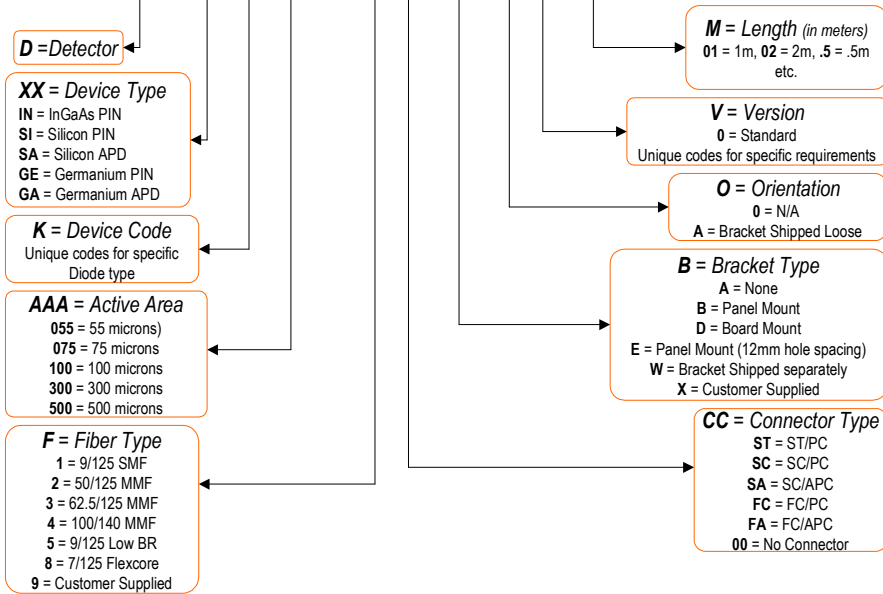 D =Detector
XX = Device Type
IN = InGaAs PIN
SI = Silicon PIN
SA = Silicon APD
GE = Germanium PIN
GA = Germanium APD
K = Device Code
Unique codes for specific
Diode type
AAA = Active Area
055 = 55 microns)
075 = 75 microns
100 = 100 microns
300 = 300 microns
500 = 500 microns
F = Fiber Type
1 = 9/125 SMF
2 = 50/125 MMF
3 = 62.5/125 MMF
4 = 100/140 MMF
5 = 9/125 Low BR
8 = 7/125 Flexcore
9 = Customer Supplied
M = Length (in meters)
01 = 1m, 02 = 2m, .5 = .5m
etc.
V = Version
0 = Standard
Unique codes for specific requirements
O = Orientation
0 = N/A
A = Bracket Shipped Loose
B = Bracket Type
A = None
B = Panel Mount
D = Board Mount
E = Panel Mount (12mm hole spacing)
W = Bracket Shipped separately
X = Customer Supplied
CC = Connector Type
ST = ST/PC
SC = SC/PC
SA = SC/APC
FC = FC/PC
FA = FC/APC
00 = No Connector